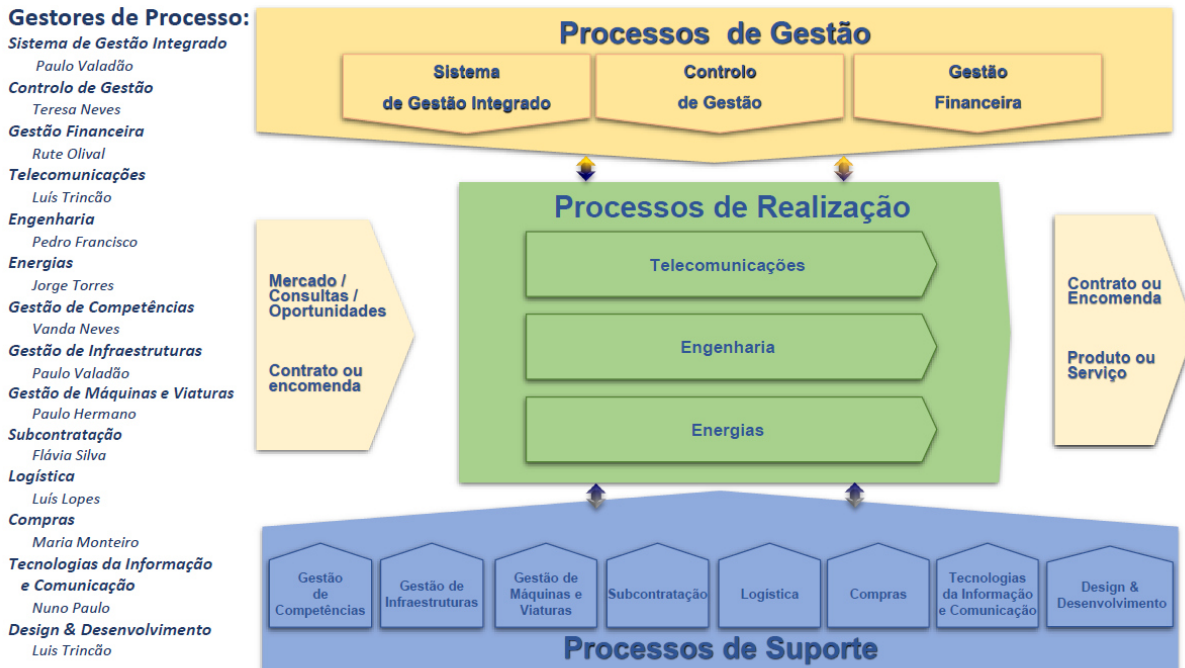 Gestores de Processo:
Sistema de Gestão Integrado
Paulo Valadão
Controlo de Gestão
Teresa Neves
Gestão Financeira
Rute Olival
Telecomunicações
Luís Trincão
Engenharia
Pedro Francisco
Energias
Jorge Torres
Gestão de Competências
Vanda Neves
Gestão de Infraestruturas
Paulo Valadão
Gestão de Máquinas e Viaturas
Paulo Hermano
Subcontratação
Flávia Silva
Logística
Luís Lopes
Compras
Maria Monteiro
Tecnologias da Informação
e Comunicação
Nuno Paulo
Design & Desenvolvimento
Luis Trincão
Processos de Gestão
Sistema
de Gestão Integrado
Controlo
de Gestão
Gestão
Financeira
Mercado /
Consultas /
Oportunidades
Contrato ou
encomenda
Processos de Realização
Telecomunicações
Engenharia
Energias
Contrato ou
Encomenda
Produto ou
Serviço
Gestão
de
Competências
Gestão de
Infraestruturas
Gestão de
Máquinas e
Viaturas
Subcontratação
Logística
Compras
Tecnologias
da Informação
e Comunicação
Design &
Desenvolvimento
Processos de Suporte